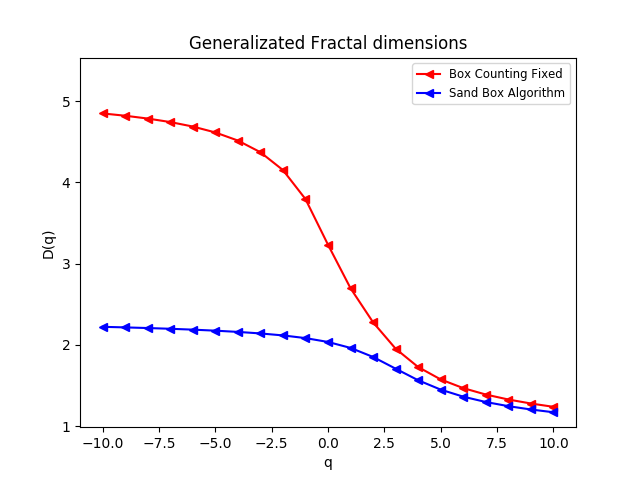 Generalizated Fractal dimensions
Box Counting Fixed
Sand Box Algorithm
D(q)
5
4
3
2
1
−10.0 −7.5 −5.0 −2.5 0.0 2.5 5.0 7.5 10.0
q